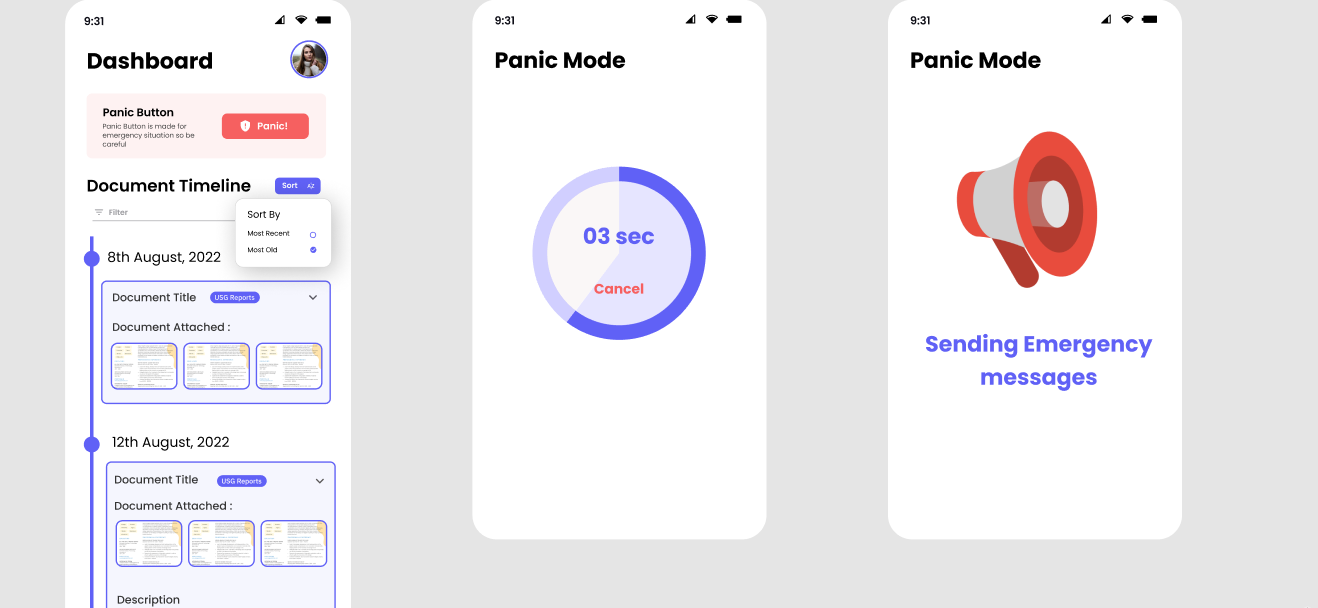 9:31
Dashboard
Panic Button
Panic Button is made for
emergency situation so be
careful
Panic!
Document Timeline
Sort
Filter
Sort By
Most Recent
Most Old
8th August, 2022
Document Title
USG Reports
Document Attached :
12th August, 2022
Document Title
USG Reports
Document Attached :
Description
9:31
Panic Mode
03 sec
Cancel
9:31
Panic Mode
Sending Emergency
messages